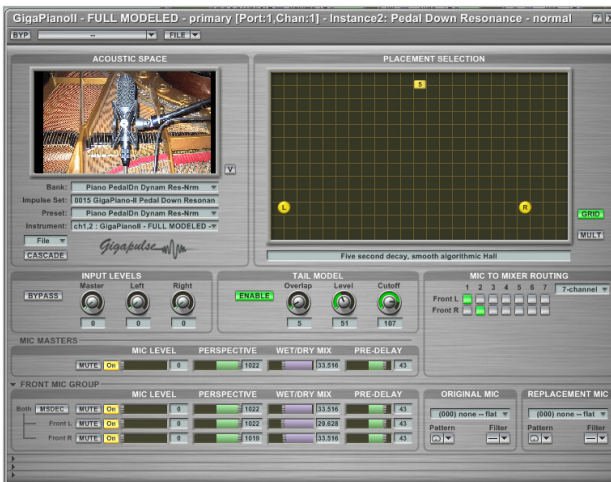 GigaPianoII - FULL MODELED - primary [Port:1,Chan:1] - Instance2: Pedal Down Resonance - normal ?
BYP -- FILE
ACOUSTIC SPACE PLACEMENT SELECTION
5
V
L R
Bank: Piano PedalDn Dynam Res-Nrm
Impulse Set: 0015 GigaPiano-II Pedal Down Resonan
Preset: Piano PedalDn Dynam Res-Nrm
Instrument: ch1,2 : GigaPianoII - FULL MODELED -
GRID
File Gigapulse
MULT
CASCADE Five second decay, smooth algorithmic Hall
INPUT LEVELS TAIL MODEL MIC TO MIXER ROUTING
Master Left Right Overlap Level Cutoff 1 2 3 4 5 6 7 7-channel
BYPASS ENABLE Front L
Front R
0 0 0 5 51 107
MIC MASTERS
MIC LEVEL PERSPECTIVE WET/DRY MIX PRE-DELAY
MUTE On 0 1022 33.516 43
FRONT MIC GROUP
MIC LEVEL PERSPECTIVE WET/DRY MIX PRE-DELAY ORIGINAL MIC REPLACEMENT MIC
Both MSDEC MUTE On 0 1022 33.516 43 (000) none -- flat (000) none -- flat
Front L MUTE On 0 1022 29.628 43 Pattern Filter Pattern Filter
Front R MUTE On 0 1019 33.516 43